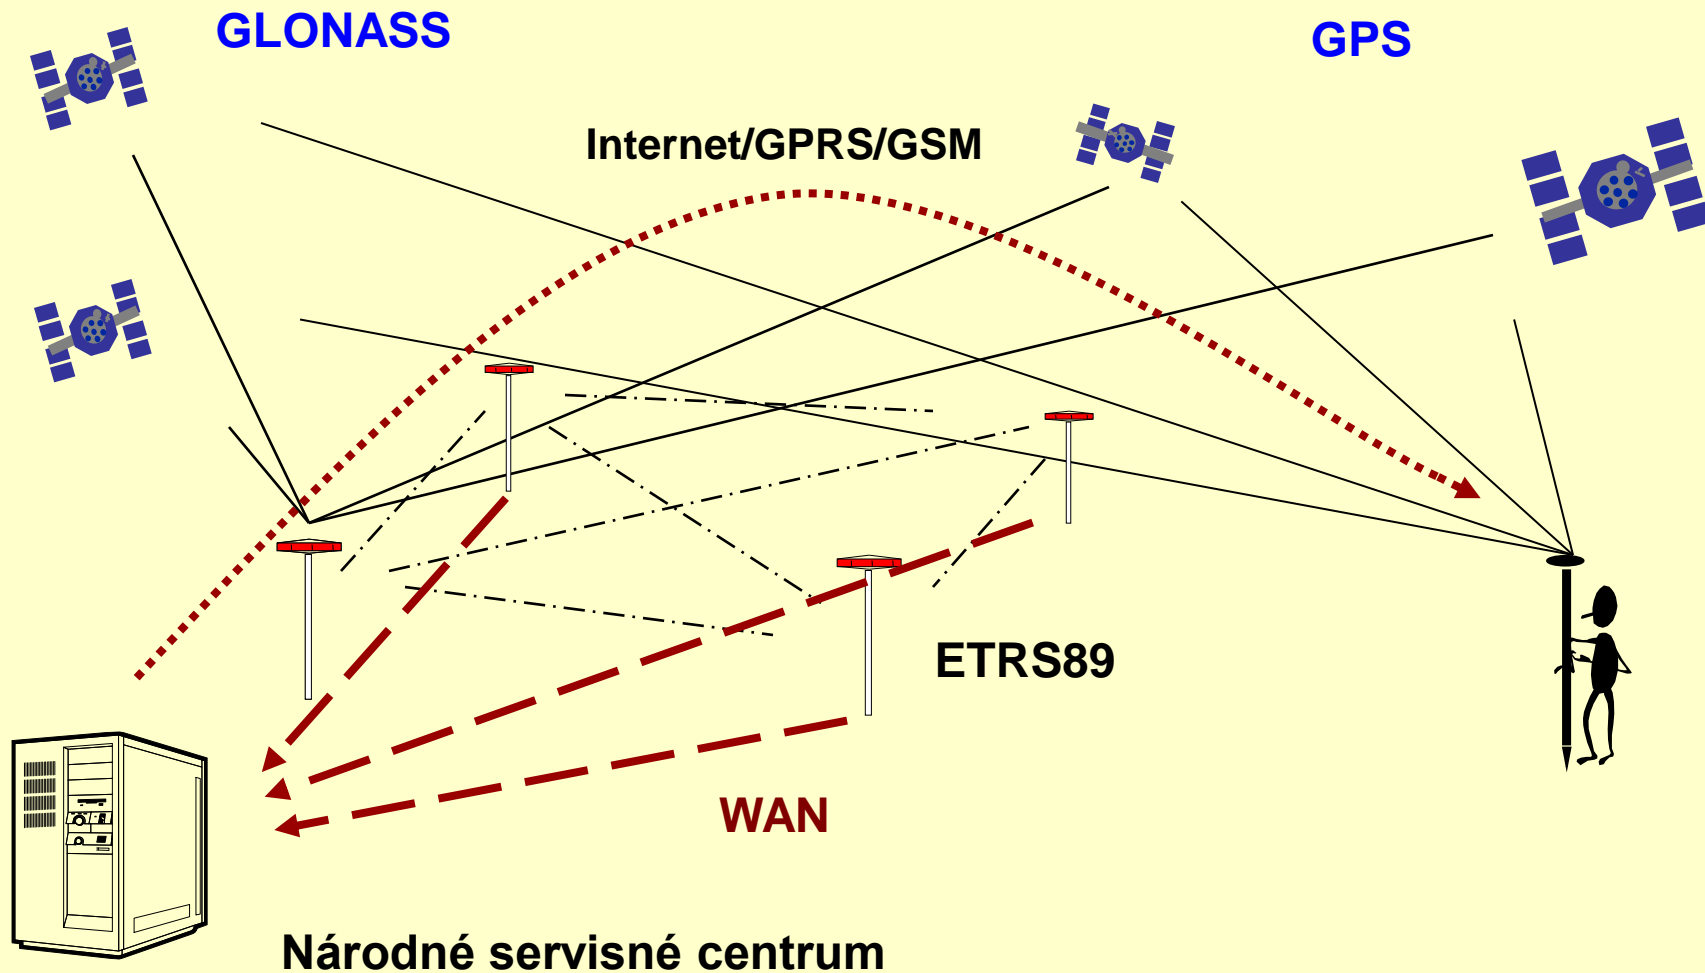 GLONASS
GPS
Internet/GPRS/GSM
ETRS89
WAN
Národné servisné centrum